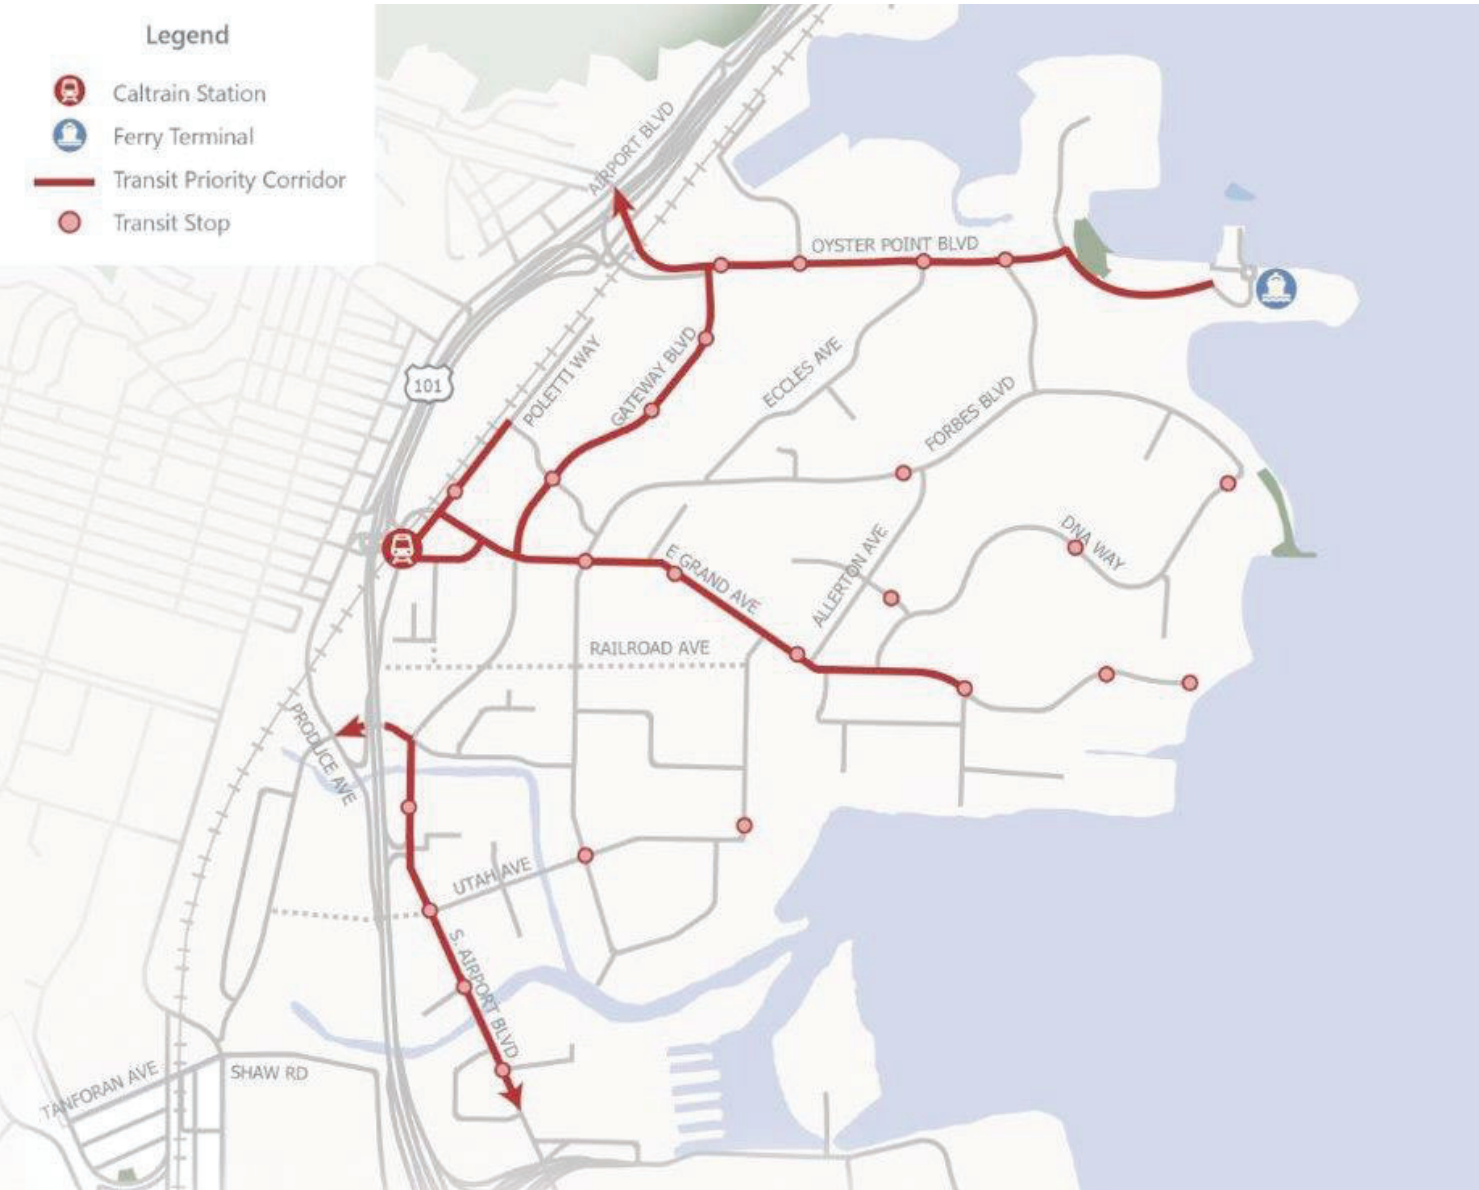 Legend
Caltrain Station
Ferry Terminal
Transit Priority Corridor
Transit Stop
AIRPORT BLVD
OYSTER POINT BLVD
POLETTI WAY
GATEWAY BLVD
ECCLES AVE
101
FORBES BLVD
DNA WAY
E GRAND AVE
ALLERTON AVE
RAILROAD AVE
PRODUCE AVE
UTAH AVE
S. AIRPORT BLVD
TANFORAN AVE
SHAW RD